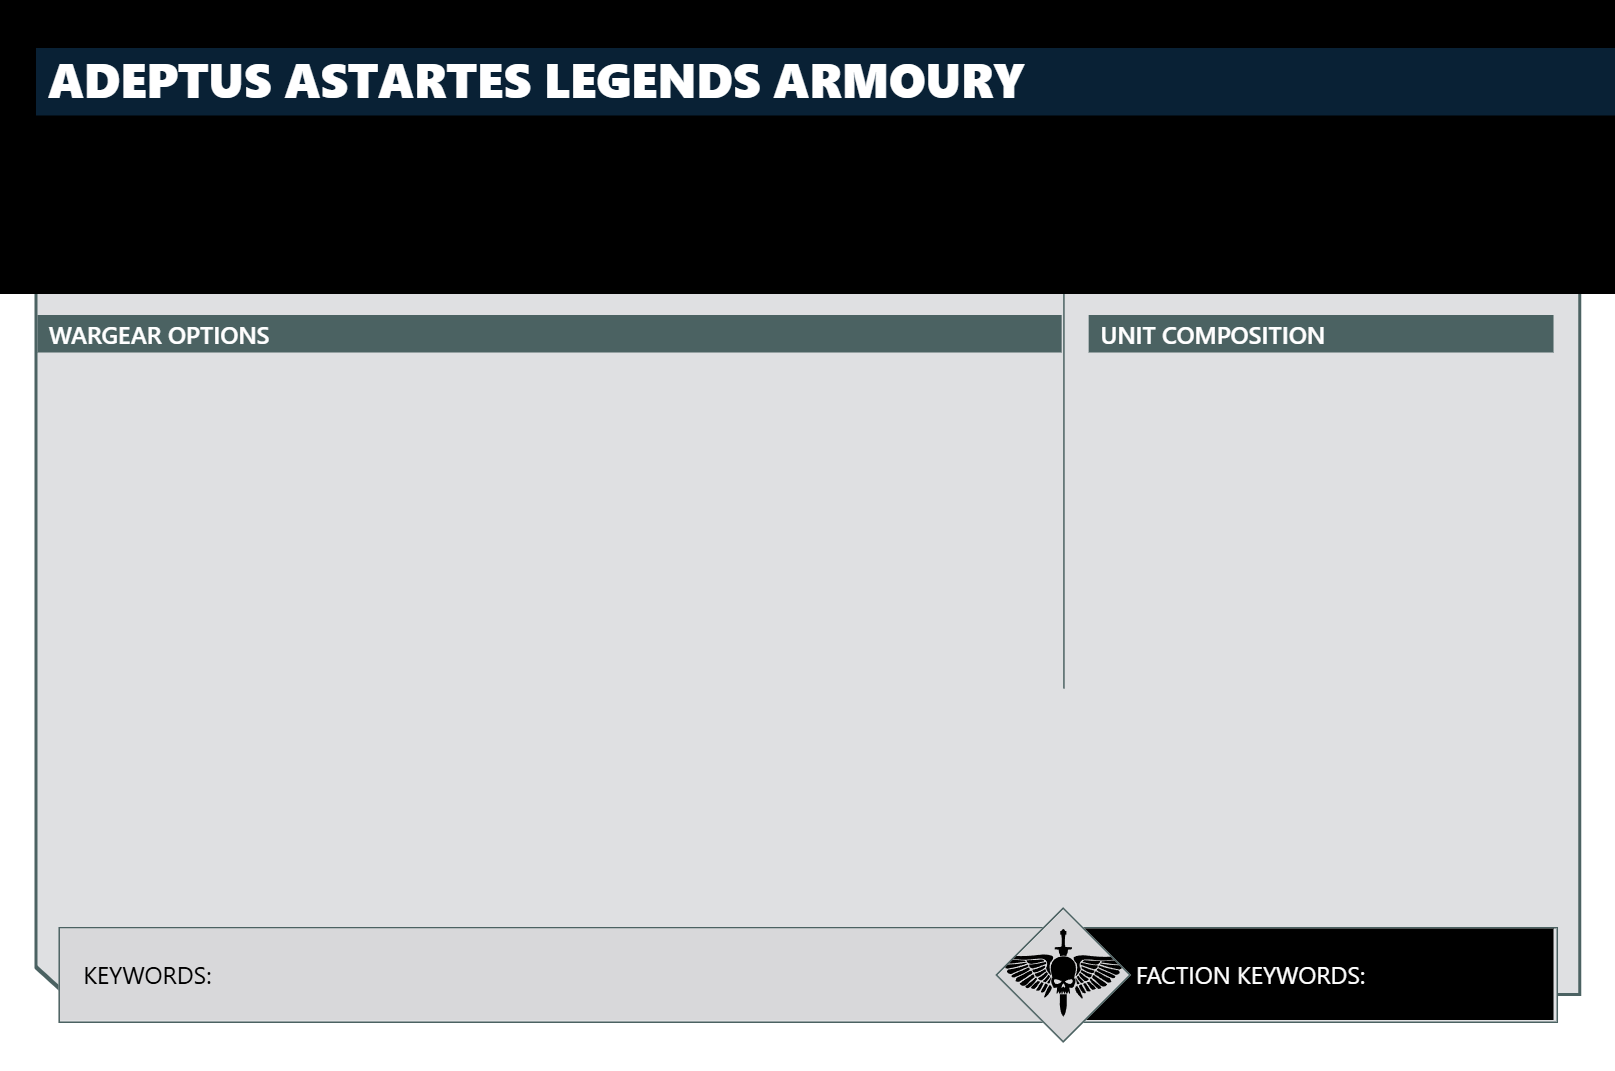 ADEPTUS ASTARTES LEGENDS ARMOURY
WARGEAR OPTIONS
UNIT COMPOSITION
KEYWORDS:
FACTION KEYWORDS: